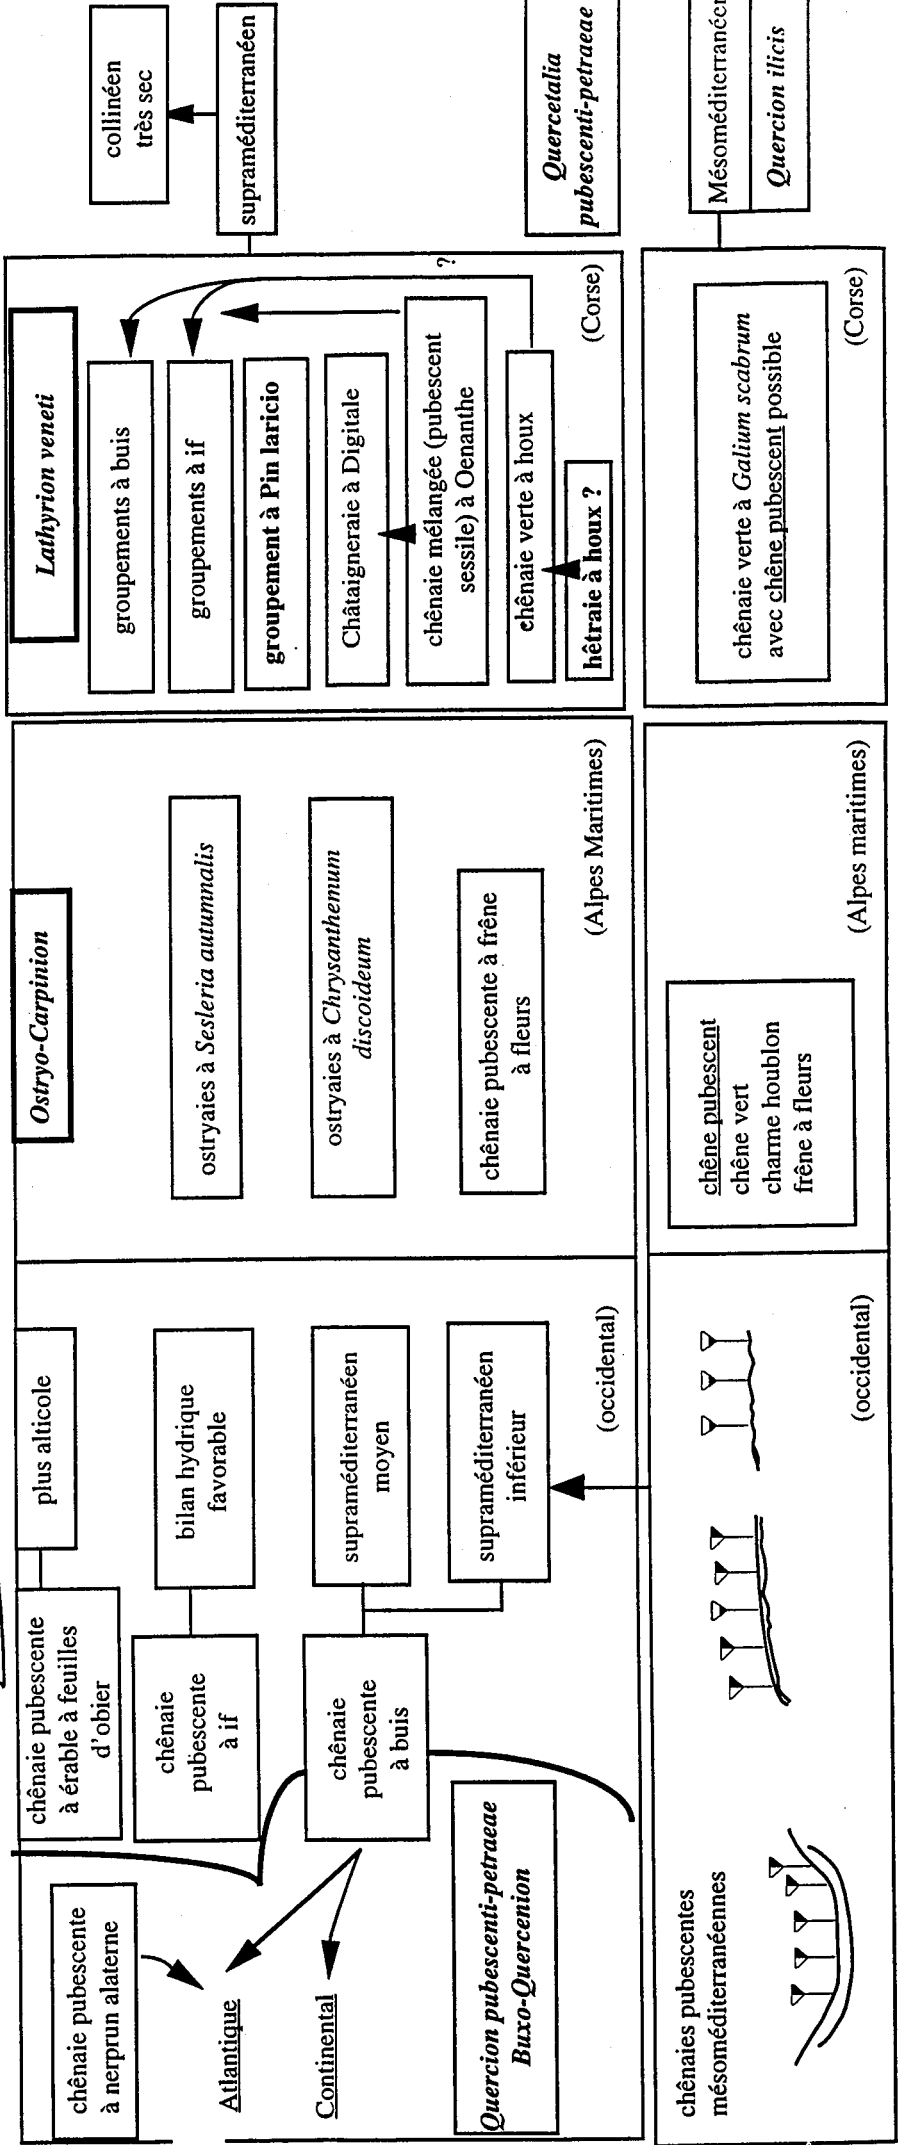 chênaie pubescente
à nerprun alaterne
Atlantique
Continental
Quercion pubescenti-petraeae
Buxo-Quercenion
chênaie pubescente
à érable à feuilles
d'obier
plus alticole
chênaie
pubescente
à if
bilan hydrique
favorable
chênaie
pubescente
à buis
supraméditerranéen
moyen
supraméditerranéen
inférieur
(occidental)
Ostryo-Carpinion
ostryaies à Sesleria autumnalis
ostryaies à Chrysanthemum
discoideum
chênaie pubescente à frêne
à fleurs
(Alpes Maritimes)
Lathyrion veneti
groupements à buis
groupements à if
groupement à Pin laricio
Châtaigneraie à Digitale
chênaie mélangée (pubescent
sessile) à Oenanthe
chênaie verte à houx
hêtraie à houx ?
?
(Corse)
collinéen
très sec
supraméditerranéen
Quercetalia
pubescenti-petraeae
chênaies pubescentes
mésoméditerranéennes
(occidental)
chêne pubescent
chêne vert
charme houblon
frêne à fleurs
(Alpes maritimes)
chênaie verte à Galium scabrum
avec chêne pubescent possible
(Corse)
Quercion ilicis